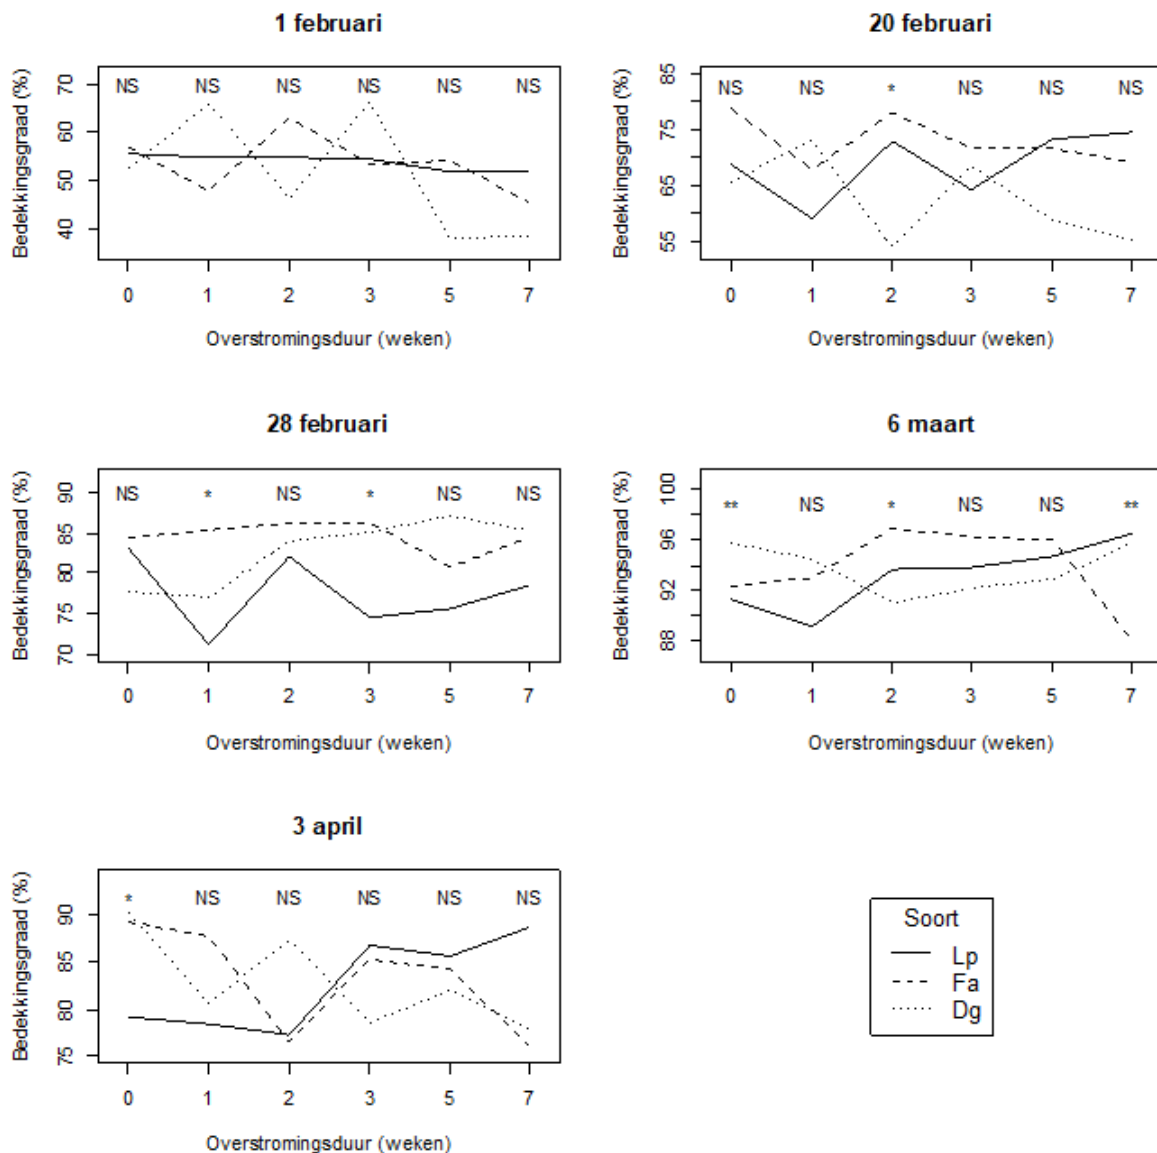 1 februari
Bedekkingsgraad (%)
70
60
50
40
NS NS NS NS NS NS
0 1 2 3 5 7
Overstromingsduur (weken)
20 februari
Bedekkingsgraad (%)
85
75
65
55
NS NS * NS NS NS
0 1 2 3 5 7
Overstromingsduur (weken)
28 februari
Bedekkingsgraad (%)
90
85
80
75
70
NS * NS * NS NS
0 1 2 3 5 7
Overstromingsduur (weken)
6 maart
Bedekkingsgraad (%)
100
96
92
88
** NS * NS NS **
0 1 2 3 5 7
Overstromingsduur (weken)
3 april
Bedekkingsgraad (%)
90
85
80
75
* NS NS NS NS NS
0 1 2 3 5 7
Overstromingsduur (weken)
Soort
Lp
Fa
Dg